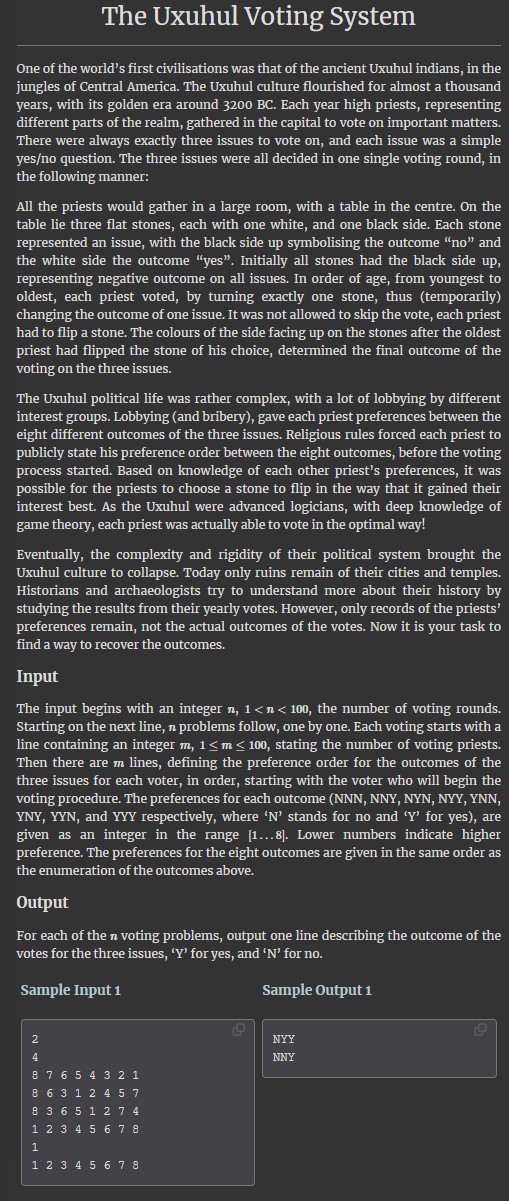 The Uxuhul Voting System
One of the world’s first civilisations was that of the ancient Uxuhul indians, in the
jungles of Central America. The Uxuhul culture flourished for almost a thousand
years, with its golden era around 3200 BC. Each year high priests, representing
different parts of the realm, gathered in the capital to vote on important matters.
There were always exactly three issues to vote on, and each issue was a simple
yes/no question. The three issues were all decided in one single voting round, in
the following manner:
All the priests would gather in a large room, with a table in the centre. On the
table lie three flat stones, each with one white, and one black side. Each stone
represented an issue, with the black side up symbolising the outcome “no” and
the white side the outcome “yes”. Initially all stones had the black side up,
representing negative outcome on all issues. In order of age, from youngest to
oldest, each priest voted, by turning exactly one stone, thus (temporarily)
changing the outcome of one issue. It was not allowed to skip the vote, each priest
had to flip a stone. The colours of the side facing up on the stones after the oldest
priest had flipped the stone of his choice, determined the final outcome of the
voting on the three issues.
The Uxuhul political life was rather complex, with a lot of lobbying by different
interest groups. Lobbying (and bribery), gave each priest preferences between the
eight different outcomes of the three issues. Religious rules forced each priest to
publicly state his preference order between the eight outcomes, before the voting
process started. Based on knowledge of each other priest’s preferences, it was
possible for the priests to choose a stone to flip in the way that it gained their
interest best. As the Uxuhul were advanced logicians, with deep knowledge of
game theory, each priest was actually able to vote in the optimal way!
Eventually, the complexity and rigidity of their political system brought the
Uxuhul culture to collapse. Today only ruins remain of their cities and temples.
Historians and archaeologists try to understand more about their history by
studying the results from their yearly votes. However, only records of the priests’
preferences remain, not the actual outcomes of the votes. Now it is your task to
find a way to recover the outcomes.
Input
The input begins with an integer n, 1 < n < 100, the number of voting rounds.
Starting on the next line, n problems follow, one by one. Each voting starts with a
line containing an integer m, 1 ≤ m ≤ 100, stating the number of voting priests.
Then there are m lines, defining the preference order for the outcomes of the
three issues for each voter, in order, starting with the voter who will begin the
voting procedure. The preferences for each outcome (NNN, NNY, NYN, NYY, YNN,
YNY, YYN, and YYY respectively, where ‘N’ stands for no and ‘Y’ for yes), are
given as an integer in the range [1…8]. Lower numbers indicate higher
preference. The preferences for the eight outcomes are given in the same order as
the enumeration of the outcomes above.
Output
For each of the n voting problems, output one line describing the outcome of the
votes for the three issues, ‘Y’ for yes, and ‘N’ for no.
Sample Input 1
2
4
8 7 6 5 4 3 2 1
8 6 3 1 2 4 5 7
8 3 6 5 1 2 7 4
1 2 3 4 5 6 7 8
1
1 2 3 4 5 6 7 8
Sample Output 1
NYY
NNY